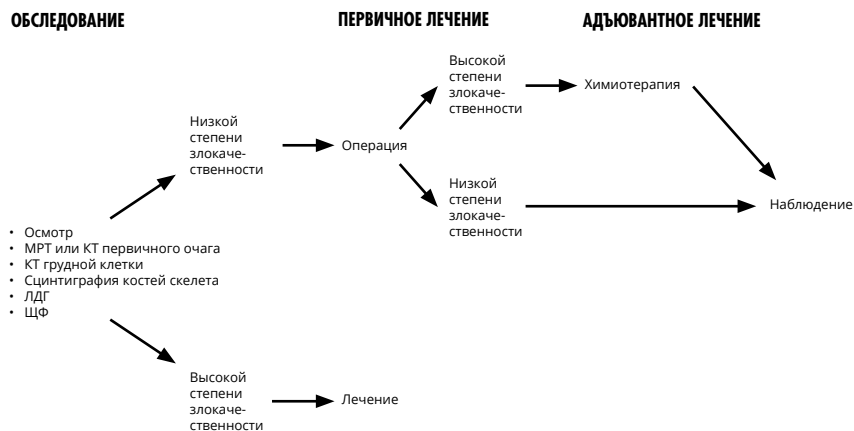 ОБСЛЕДОВАНИЕ
ПЕРВИЧНОЕ ЛЕЧЕНИЕ
АДЪЮВАНТНОЕ ЛЕЧЕНИЕ
Высокой
степени
злокаче-
ственности
Химиотерапия
Низкой
степени
злокаче-
ственности
Операция
Низкой
степени
злокаче-
ственности
Наблюдение
• Осмотр
• МРТ или КТ первичного очага
• КТ грудной клетки
• Сцинтиграфия костей скелета
• ЛДГ
• ЩФ
Высокой
степени
злокаче-
ственности
Лечение